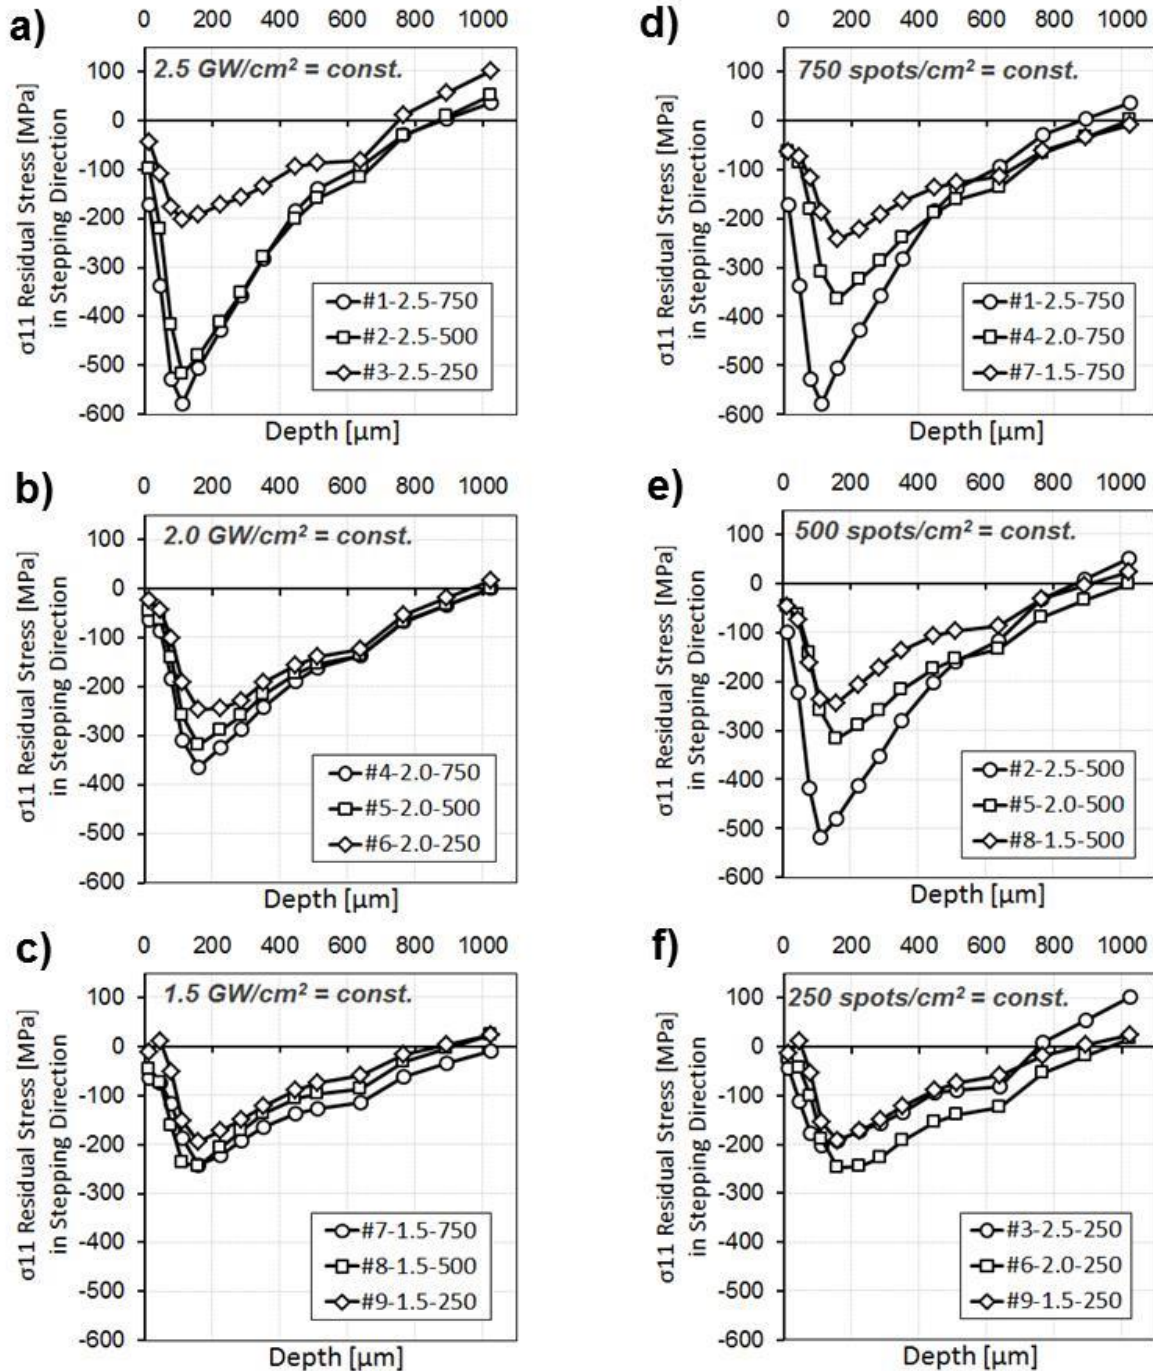 a)
0 200 400 600 800 1000
2.5 GW/cm² = const.
σ11 Residual Stress [MPa]
in Stepping Direction
100
0
-100
-200
-300
-400
-500
-600
#1-2.5-750
#2-2.5-500
#3-2.5-250
Depth [µm]
b)
0 200 400 600 800 1000
2.0 GW/cm² = const.
σ11 Residual Stress [MPa]
in Stepping Direction
100
0
-100
-200
-300
-400
-500
-600
#4-2.0-750
#5-2.0-500
#6-2.0-250
Depth [µm]
c)
0 200 400 600 800 1000
1.5 GW/cm² = const.
σ11 Residual Stress [MPa]
in Stepping Direction
100
0
-100
-200
-300
-400
-500
-600
#7-1.5-750
#8-1.5-500
#9-1.5-250
Depth [µm]
d)
0 200 400 600 800 1000
750 spots/cm² = const.
σ11 Residual Stress [MPa]
in Stepping Direction
100
0
-100
-200
-300
-400
-500
-600
#1-2.5-750
#4-2.0-750
#7-1.5-750
Depth [µm]
e)
0 200 400 600 800 1000
500 spots/cm² = const.
σ11 Residual Stress [MPa]
in Stepping Direction
100
0
-100
-200
-300
-400
-500
-600
#2-2.5-500
#5-2.0-500
#8-1.5-500
Depth [µm]
f)
0 200 400 600 800 1000
250 spots/cm² = const.
σ11 Residual Stress [MPa]
in Stepping Direction
100
0
-100
-200
-300
-400
-500
-600
#3-2.5-250
#6-2.0-250
#9-1.5-250
Depth [µm]